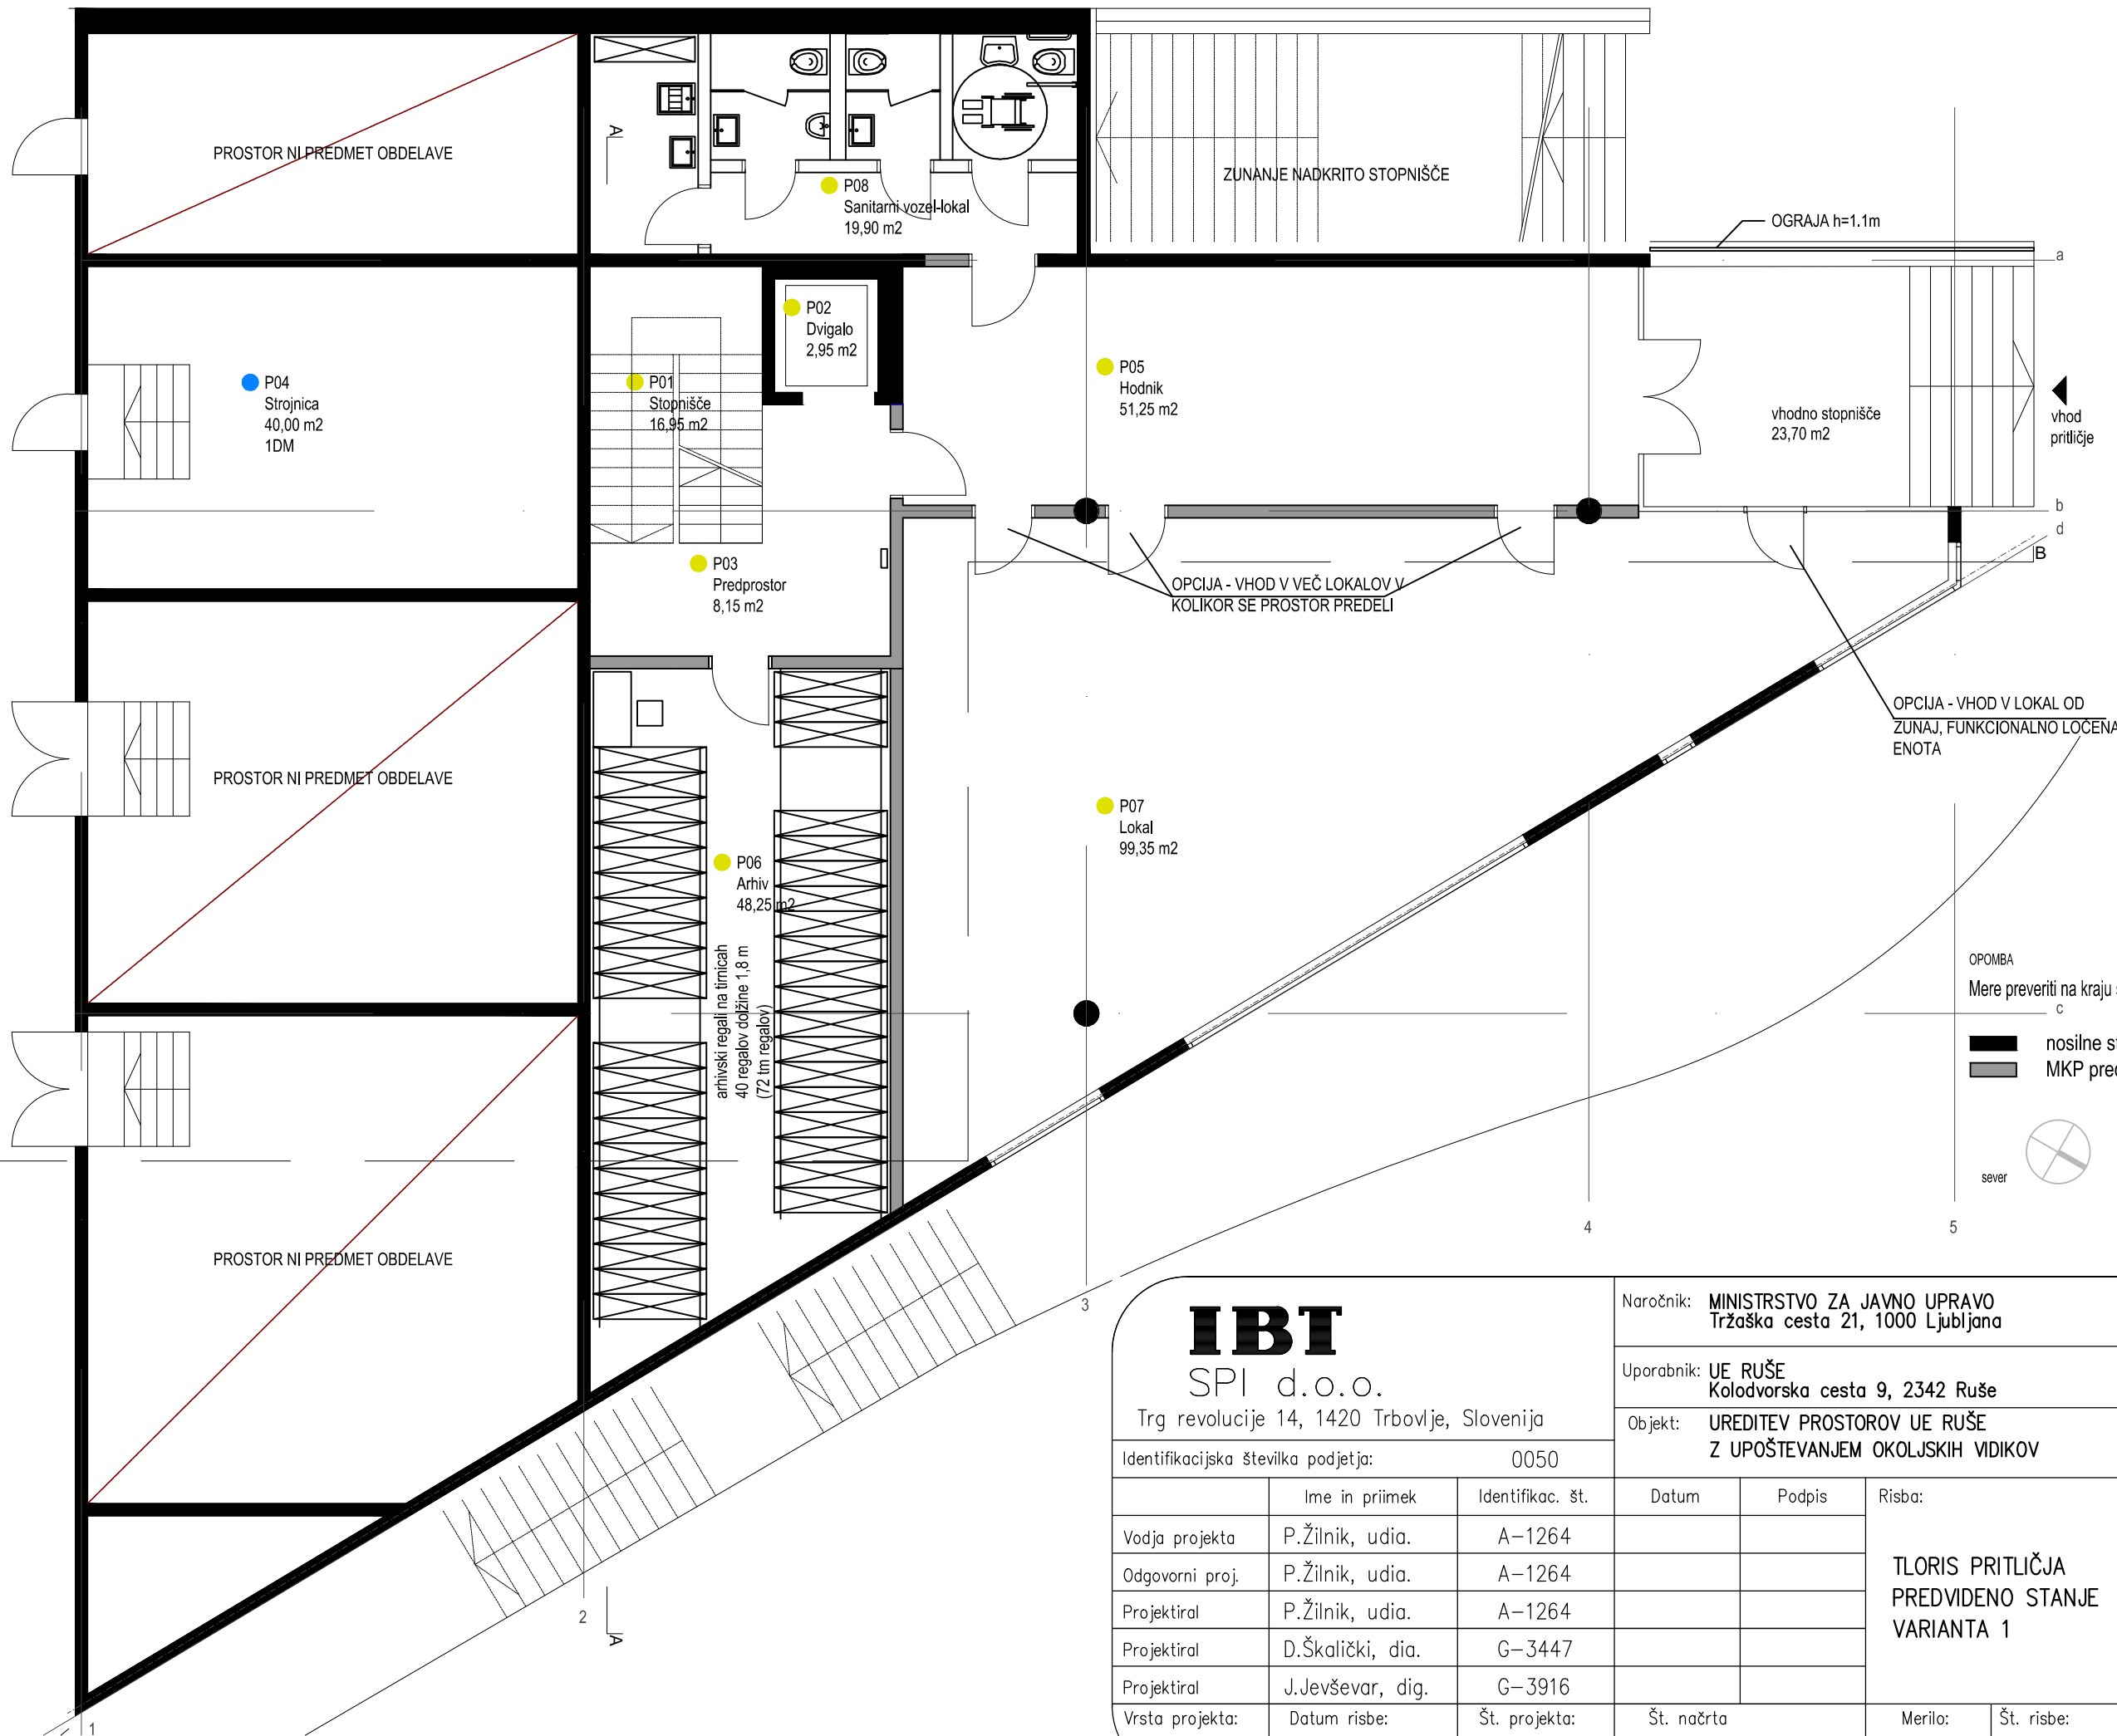 PROSTOR NI PREDMET OBDELAVE
A
P08
Sanitarni vozel-lokal
19,90 m2
ZUNANJE NADKRITO STOPNIŠČE
OGRAJA h=1.1m
a
P02
Dvigalo
2,95 m2
P04
Strojnica
40,00 m2
1DM
P01
Stopnišče
16,95 m2
P05
Hodnik
51,25 m2
vhodno stopnišče
23,70 m2
vhod
pritličje
b
d
B
P03
Predprostor
8,15 m2
OPCIJA - VHOD V VEČ LOKALOV V
KOLIKOR SE PROSTOR PREDELI
OPCIJA - VHOD V LOKAL OD
ZUNAJ, FUNKCIONALNO LOČENA
ENOTA
PROSTOR NI PREDMET OBDELAVE
P07
Lokal
99,35 m2
P06
Arhiv
48,25 m2
arhivski regali na tirnicah
40 regalov dolžine 1,8 m
(72 tm regalov)
OPOMBA
Mere preveriti na kraju
c
nosilne
MKP
sever
PROSTOR NI PREDMET OBDELAVE
3
4
5
2
A
1
IBT
SPI d.o.o.
Trg revolucije 14, 1420 Trbovlje, Slovenija
Identifikacijska številka podjetja: 0050
Naročnik: MINISTRSTVO ZA JAVNO UPRAVO
Tržaška cesta 21, 1000 Ljubljana
Uporabnik: UE RUŠE
Kolodvorska cesta 9, 2342 Ruše
Objekt: UREDITEV PROSTOROV UE RUŠE
Z UPOŠTEVANJEM OKOLJSKIH VIDIKOV
Ime in priimek Identifikac. št. Datum Podpis Risba:
Vodja projekta P.Žilnik, udia. A-1264
Odgovorni proj. P.Žilnik, udia. A-1264
Projektiral P.Žilnik, udia. A-1264
Projektiral D.Škalički, dia. G-3447
Projektiral J.Jevševar, dig. G-3916
TLORIS PRITLIČJA
PREDVIDENO STANJE
VARIANTA 1
Vrsta projekta: Datum risbe: Št. projekta: Št. načrta Merilo: Št. risbe: